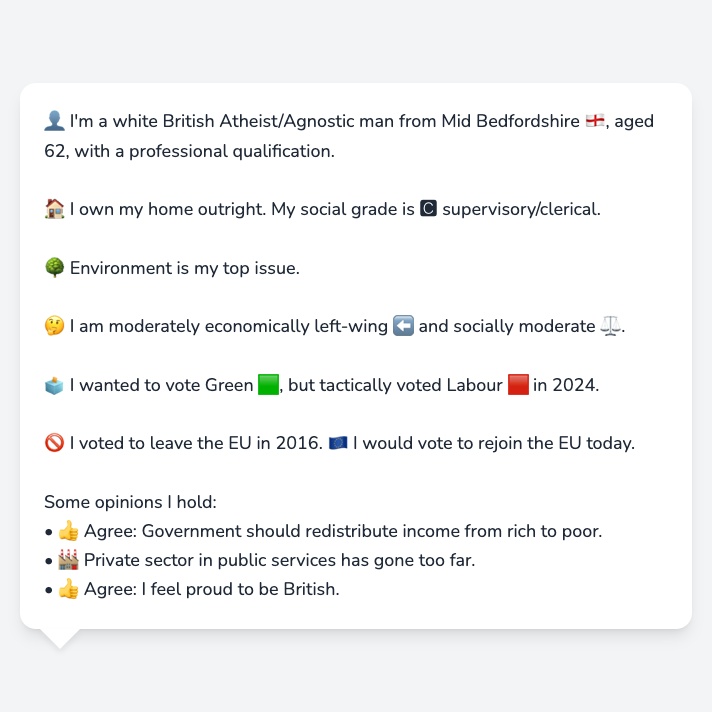 👤 I'm a white British Atheist/Agnostic man from Mid Bedfordshire 🏴󠁧󠁢󠁥󠁮󠁧󠁿, aged
62, with a professional qualification.
🏠 I own my home outright. My social grade is 🅲 supervisory/clerical.
🌳 Environment is my top issue.
🤔 I am moderately economically left-wing ⬅️ and socially moderate ⚖️.
🗳️ I wanted to vote Green 🟩, but tactically voted Labour 🟥 in 2024.
🚫 I voted to leave the EU in 2016. 🇪🇺 I would vote to rejoin the EU today.
Some opinions I hold:
• 👍 Agree: Government should redistribute income from rich to poor.
• 🏭 Private sector in public services has gone too far.
• 👍 Agree: I feel proud to be British.